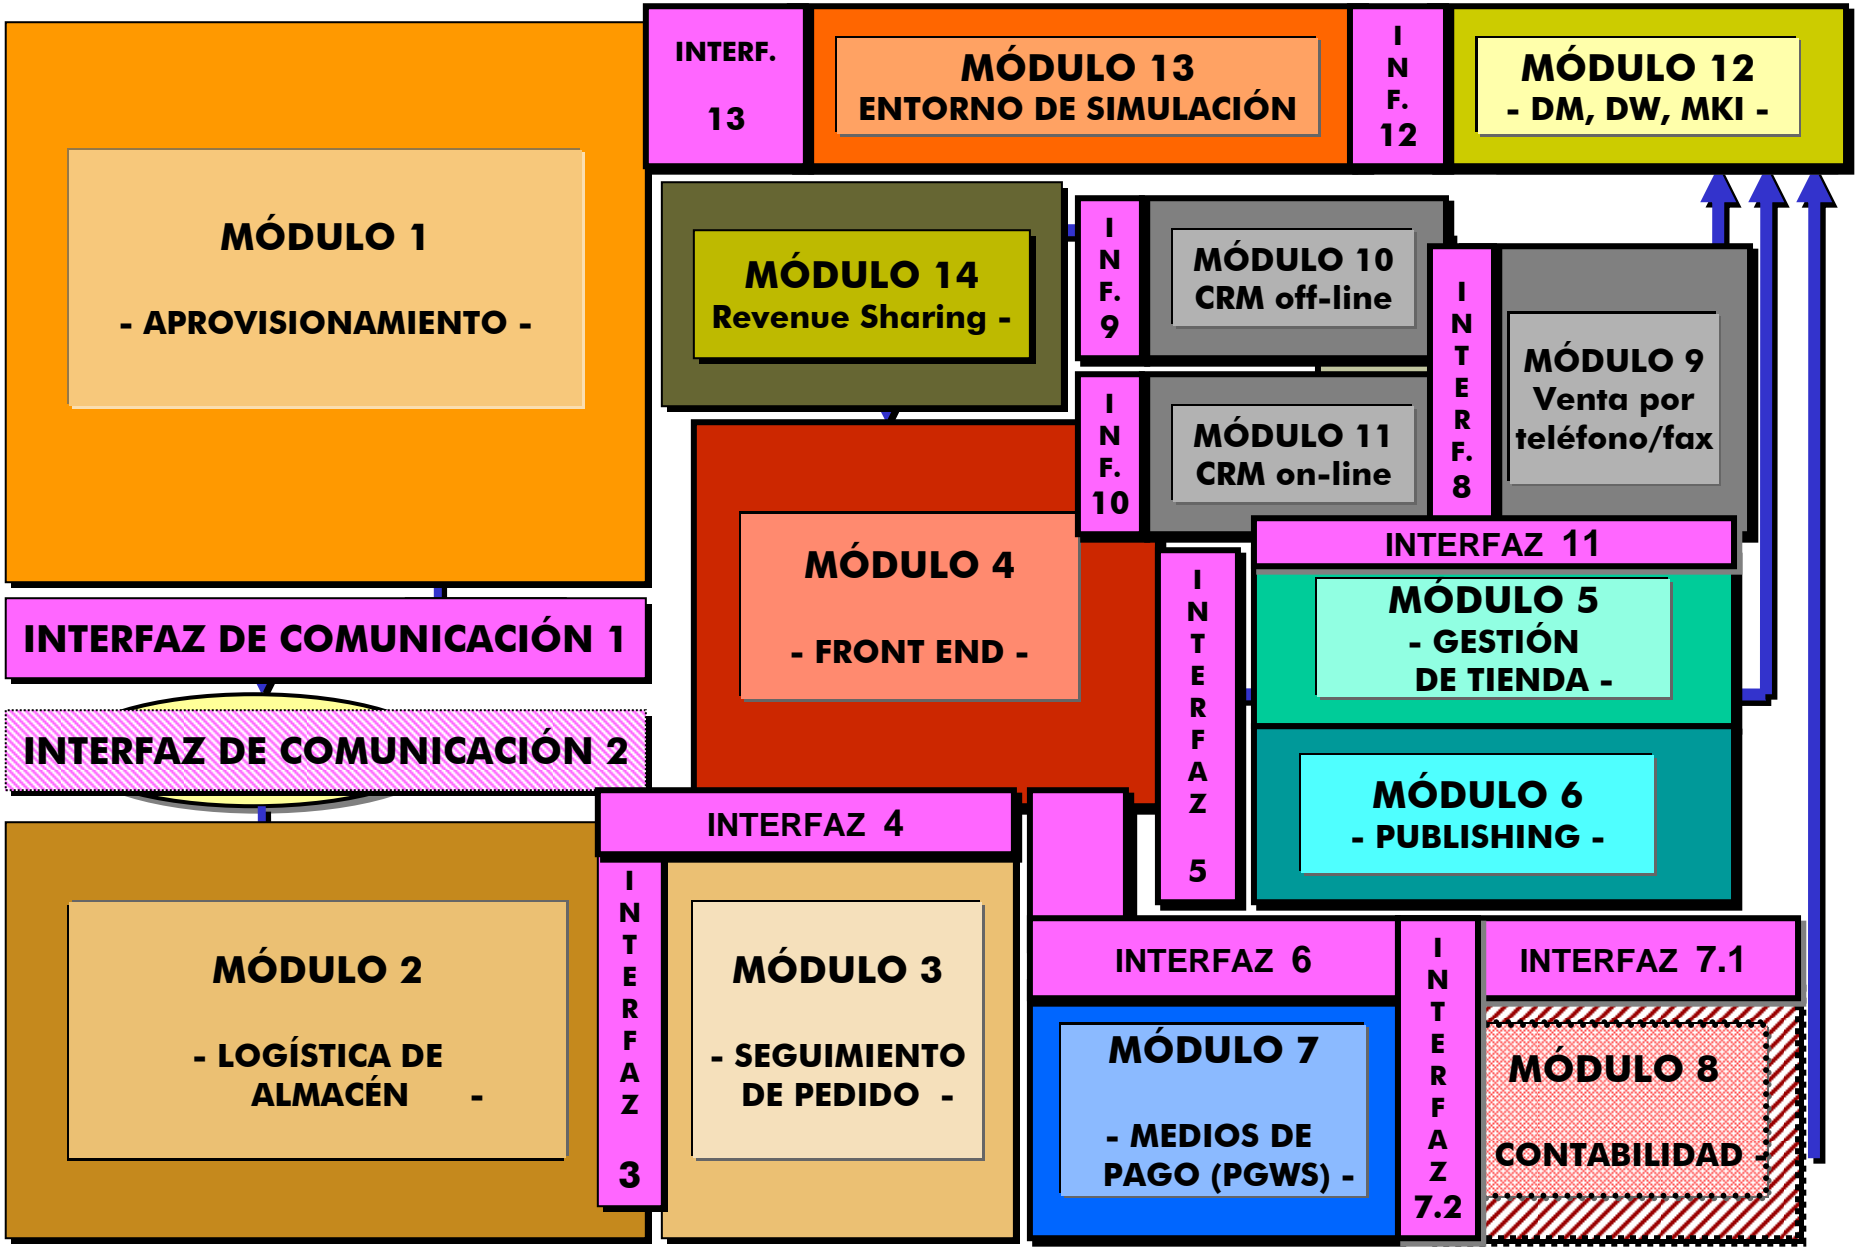 INTERF.
13
MÓDULO 13
ENTORNO DE SIMULACIÓN
I
N
F.
12
MÓDULO 12
- DM, DW, MKI -
MÓDULO 1
- APROVISIONAMIENTO -
MÓDULO 14
Revenue Sharing -
I
N
F.
9
MÓDULO 10
CRM off-line
I
N
T
E
R
F.
8
MÓDULO 9
Venta por
teléfono/fax
I
N
F.
10
MÓDULO 11
CRM on-line
MÓDULO 4
- FRONT END -
I
N
T
E
R
F
A
Z
5
INTERFAZ 11
MÓDULO 5
- GESTIÓN
DE TIENDA -
MÓDULO 6
- PUBLISHING -
INTERFAZ DE COMUNICACIÓN 1
INTERFAZ DE COMUNICACIÓN 2
MÓDULO 2
- LOGÍSTICA DE
ALMACÉN -
INTERFAZ 4
I
N
T
E
R
F
A
Z
3
MÓDULO 3
- SEGUIMIENTO
DE PEDIDO -
INTERFAZ 6
MÓDULO 7
- MEDIOS DE
PAGO (PGWS) -
I
N
T
E
R
F
A
Z
7.2
INTERFAZ 7.1
MÓDULO 8
CONTABILIDAD -